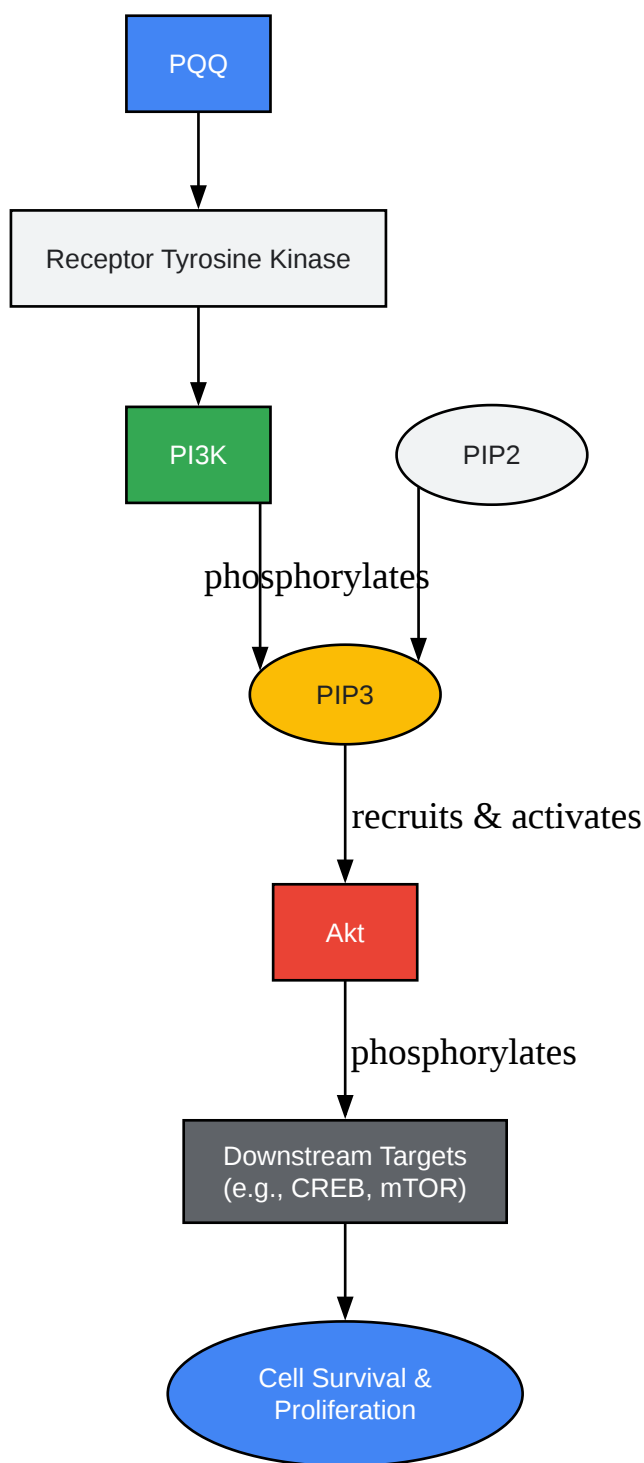 PQQ
Receptor Tyrosine Kinase
PI3K
PIP2
phosphorylates
PIP3
recruits & activates
Akt
phosphorylates
Downstream Targets
(e.g., CREB, mTOR)
Cell Survival &
Proliferation